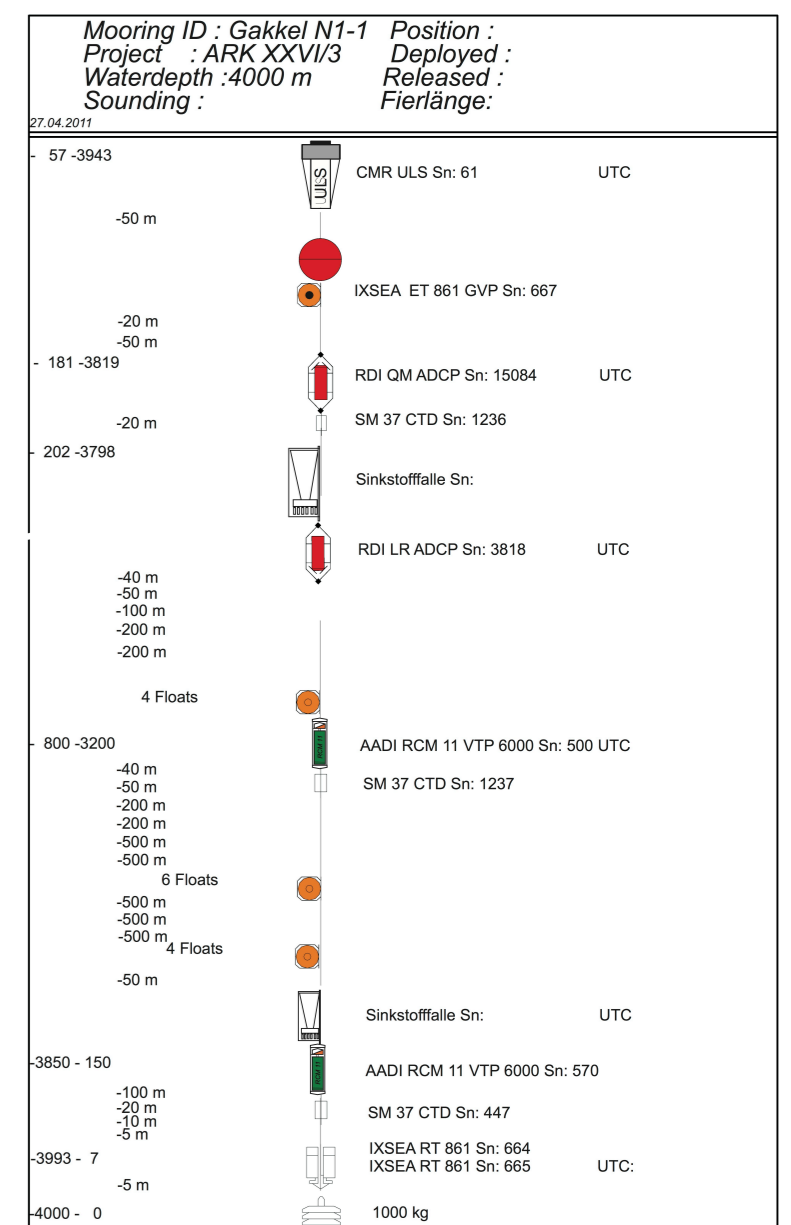 Mooring ID : Gakkel N1-1 Position :
Project : ARK XXVI/3 Deployed :
Waterdepth :4000 m Released :
Sounding : Fierlänge:
27.04.2011
- 57 -3943
ULS
CMR ULS Sn: 61 UTC
-50 m
IXSEA ET 861 GVP Sn: 667
-20 m
-50 m
- 181 -3819
RDI QM ADCP Sn: 15084 UTC
-20 m
SM 37 CTD Sn: 1236
- 202 -3798
Sinkstofffalle Sn:
RDI LR ADCP Sn: 3818 UTC
-40 m
-50 m
-100 m
-200 m
-200 m
4 Floats
- 800 -3200
RCM 11
AADI RCM 11 VTP 6000 Sn: 500 UTC
-40 m
-50 m
SM 37 CTD Sn: 1237
-200 m
-200 m
-500 m
-500 m
6 Floats
-500 m
-500 m
-500 m
4 Floats
-50 m
Sinkstofffalle Sn: UTC
-3850 - 150
RCM 11
AADI RCM 11 VTP 6000 Sn: 570
-100 m
-20 m
SM 37 CTD Sn: 447
-10 m
-5 m
IXSEA RT 861 Sn: 664
-3993 - 7
IXSEA RT 861 Sn: 665 UTC:
-5 m
-4000 - 0
1000 kg